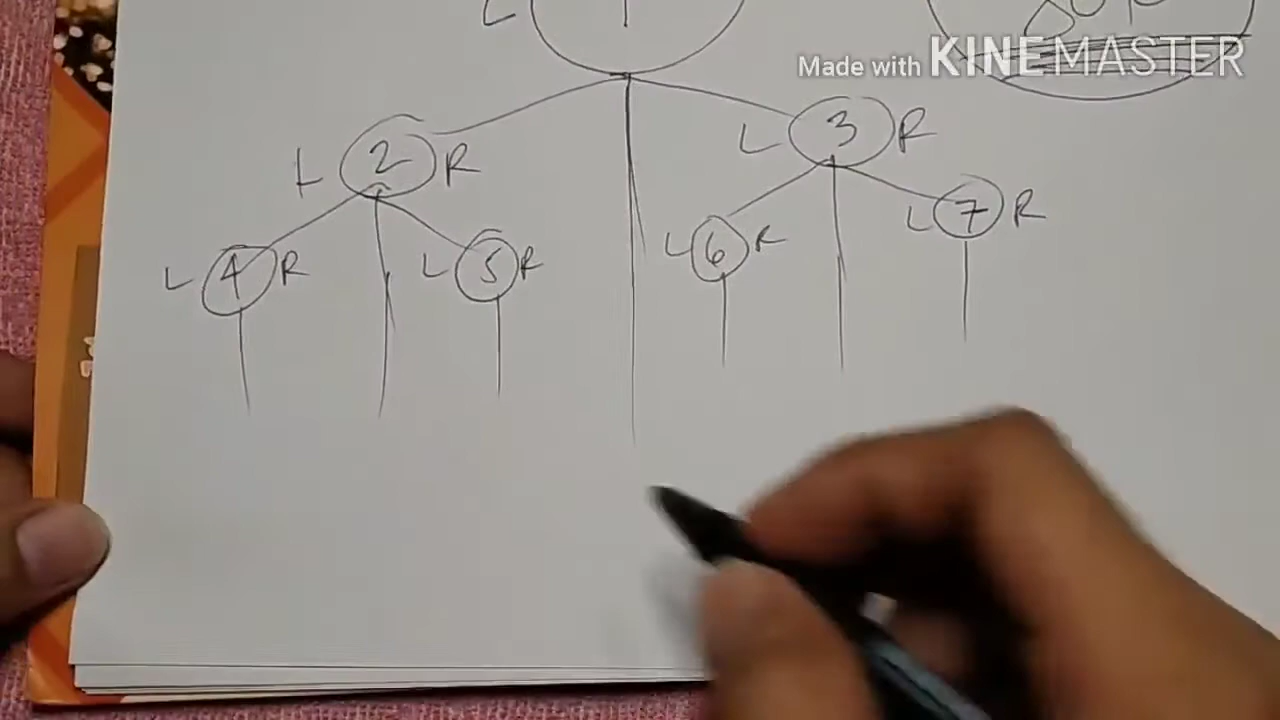 L 1
Made with KINEMASTER
L 2 R
L 3 R
L 4 R
L 5 R
L 6 R
L 7 R